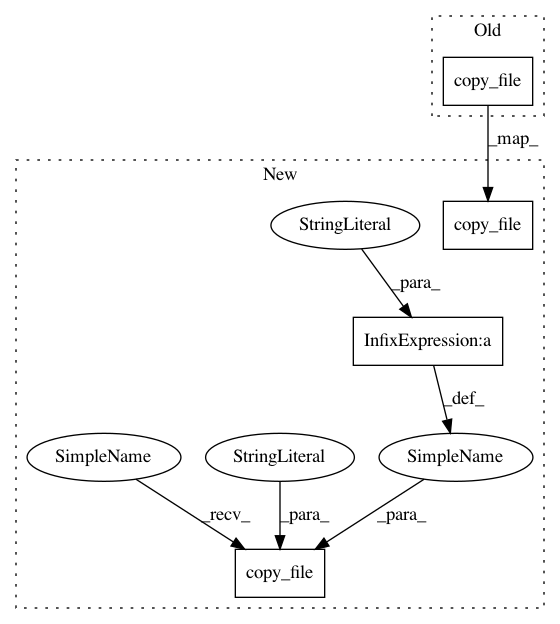 Old
copy_file
_map_
New
StringLiteral
copy_file
_para_
InfixExpression:a
_def_
SimpleName
StringLiteral
SimpleName
_recv_
_para_
_para_
copy_file